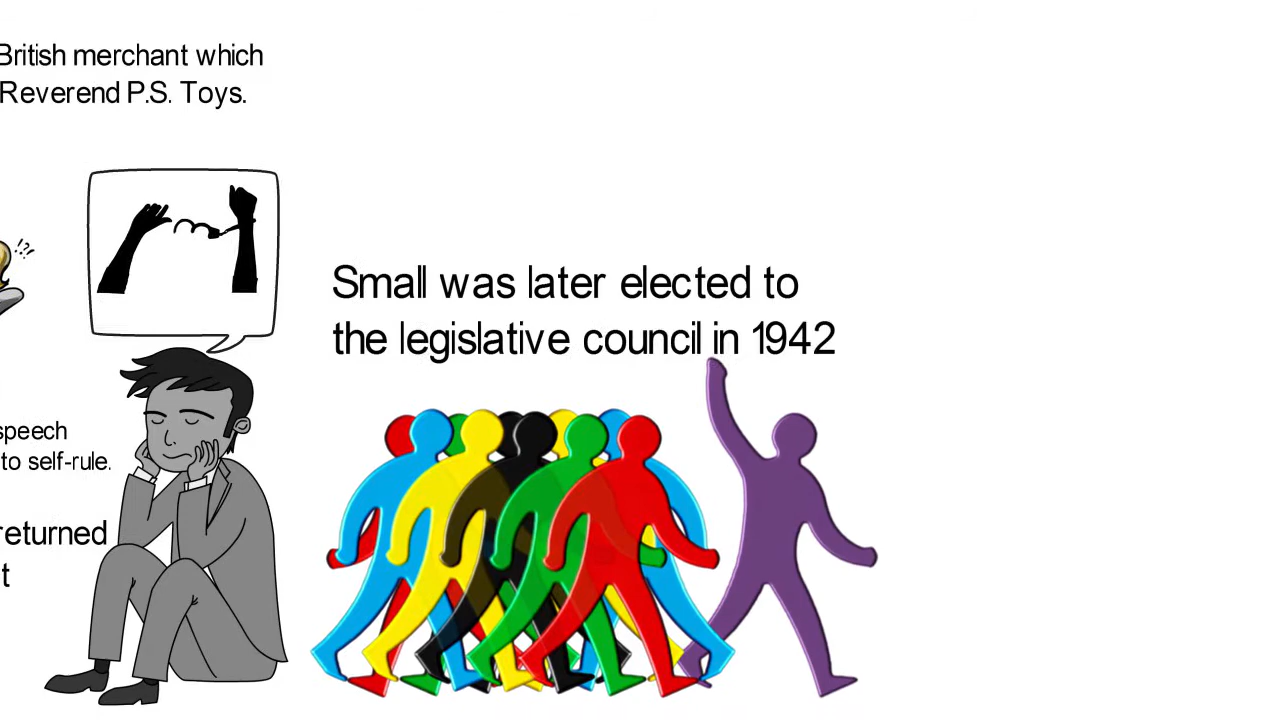 British merchant which
Reverend P.S. Toys.
!?
Small was later elected to
the legislative council in 1942
speech
to self-rule.
returned
t